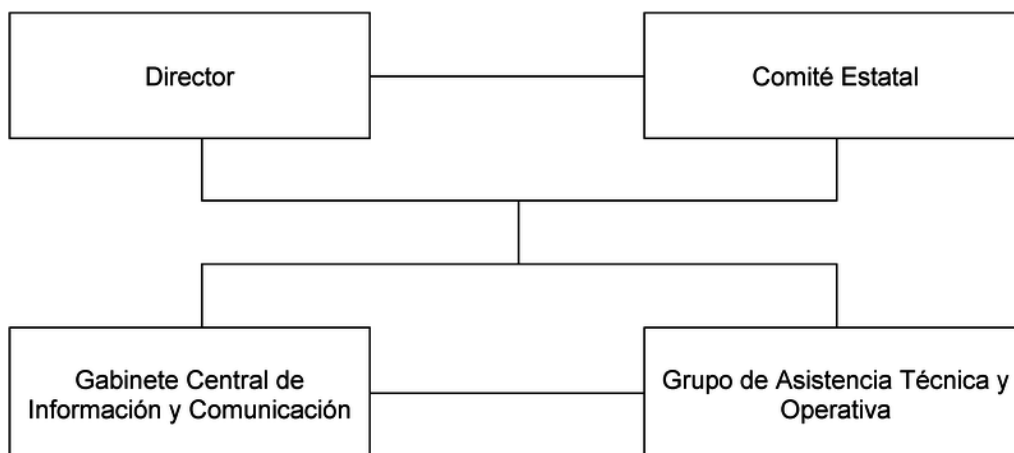 Director
Comité Estatal
Gabinete Central de
Información y Comunicación
Grupo de Asistencia Técnica y
Operativa